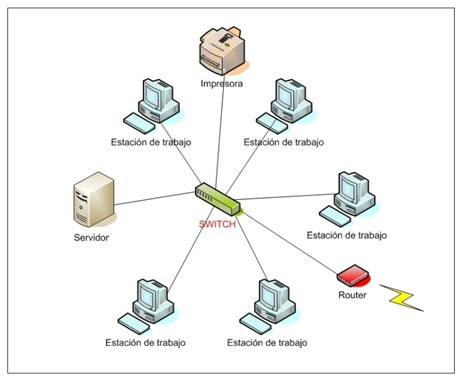 Impresora
Estación de trabajo
Estación de trabajo
Servidor
SWITCH
Estación de trabajo
Router
Estación de trabajo
Estación de trabajo